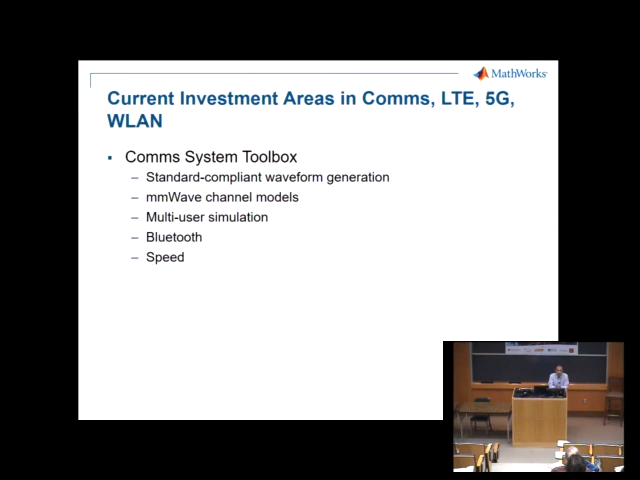 MathWorks
Current Investment Areas in Comms, LTE, 5G,
WLAN
▪ Comms System Toolbox
– Standard-compliant waveform generation
– mmWave channel models
– Multi-user simulation
– Bluetooth
– Speed